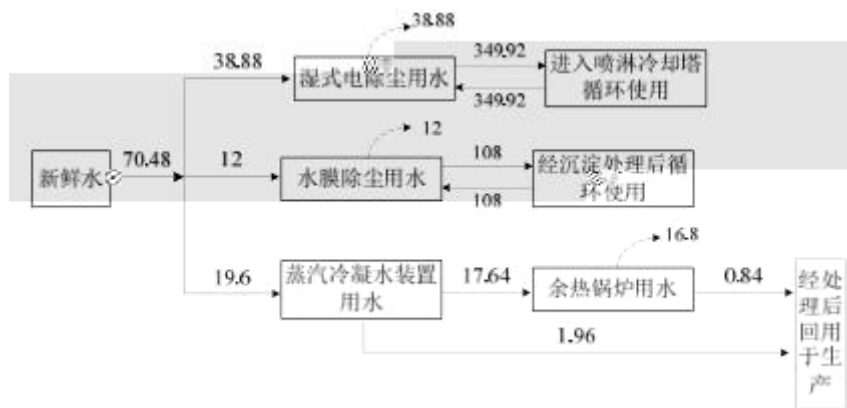 38.88
38.88
349.92
湿式电除尘用水
进入喷淋冷却塔
循环使用
349.92
12
70.48
12
108
新鲜水
水膜除尘用水
经沉淀处理后循
环使用
108
16.8
19.6
蒸汽冷凝水装置
用水
17.64
余热锅炉用水
0.84
经处
理后
回用
于生
产
1.96